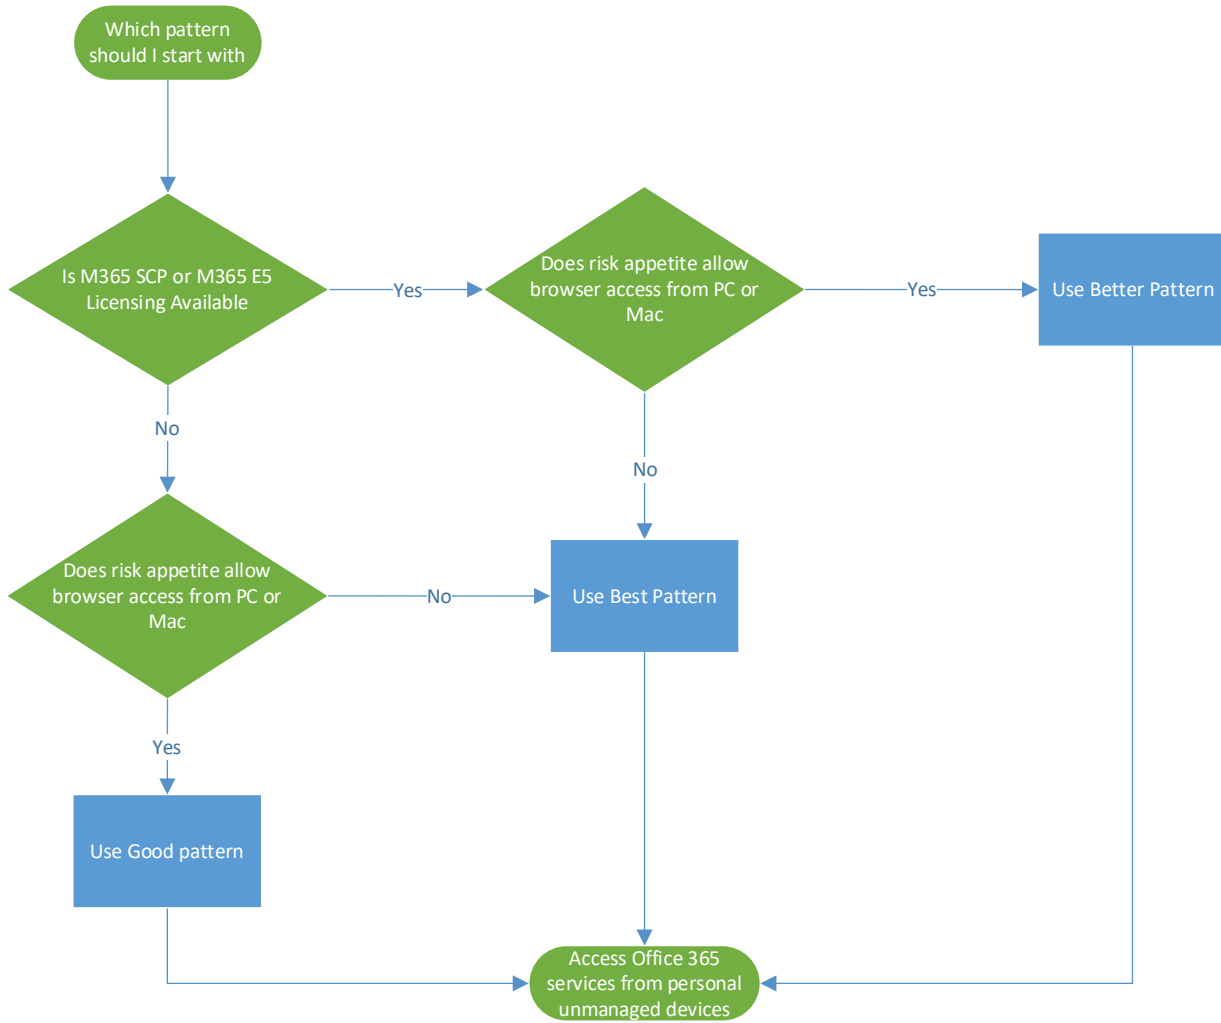 Which pattern
should I start with
Is M365 SCP or M365 E5
Licensing Available
Yes
Does risk appetite allow
browser access from PC or
Mac
Yes
Use Better Pattern
No
No
Does risk appetite allow
browser access from PC or
Mac
No
Use Best Pattern
Yes
Use Good pattern
Access Office 365
services from personal
unmanaged devices